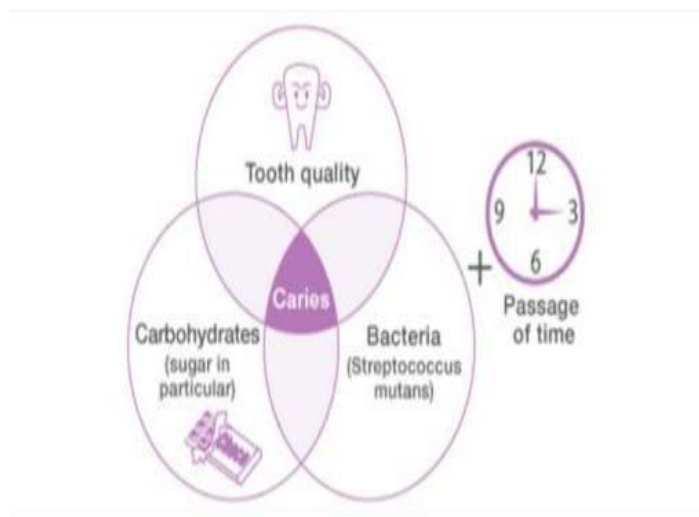 Tooth quality
12
9
3
6
Caries
Passage
of time
Carbohydrates
(sugar in
particular)
Bacteria
(Streptococcus
mutans)